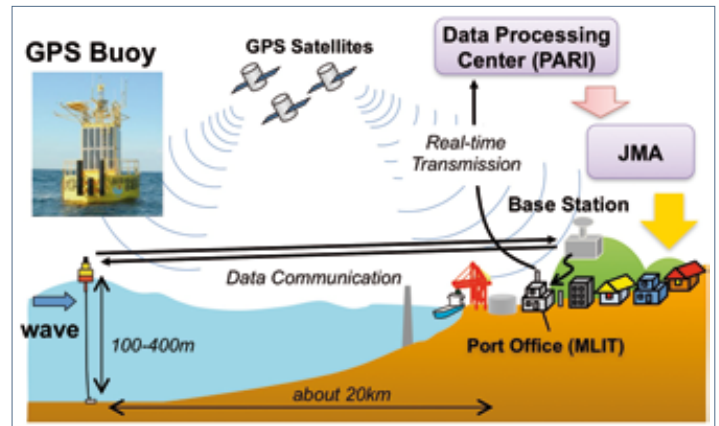 GPS Buoy
GPS Satellites
Data Processing
Center (PARI)
Real-time
Transmission
JMA
Base Station
Data Communication
wave
100-400m
Port Office (MLIT)
about 20km